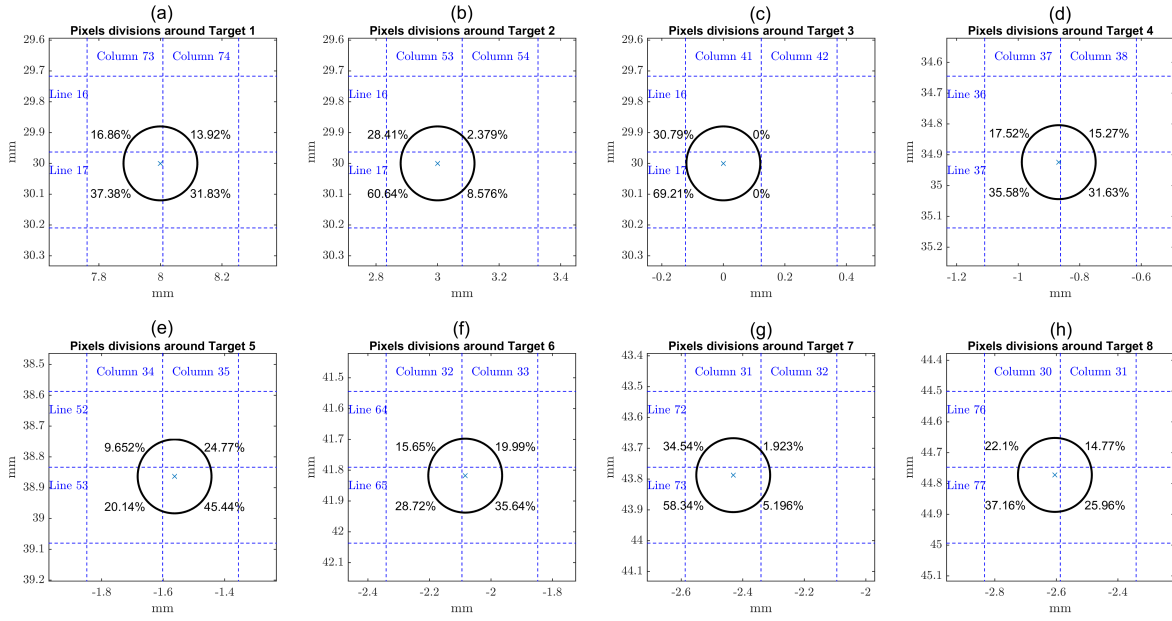 (a)
Pixels divisions around Target 1
29.6
29.7
29.8
29.9
30
30.1
30.2
30.3
mm
Column 73 Column 74
Line 16
16.86% 13.92%
Line 17
37.38% 31.83%
7.8 8 8.2
mm
(b)
Pixels divisions around Target 2
29.6
29.7
29.8
29.9
30
30.1
30.2
30.3
mm
Column 53 Column 54
Line 16
28.41% 2.379%
Line 17
60.64% 8.576%
2.8 3 3.2 3.4
mm
(c)
Pixels divisions around Target 3
29.6
29.7
29.8
29.9
30
30.1
30.2
30.3
mm
Column 41 Column 42
Line 16
30.79% 0%
Line 17
69.21% 0%
-0.2 0 0.2 0.4
mm
(d)
Pixels divisions around Target 4
34.6
34.7
34.8
34.9
35
35.1
35.2
mm
Column 37 Column 38
Line 36
17.52% 15.27%
Line 37
35.58% 31.63%
-1.2 -1 -0.8 -0.6
mm
(e)
Pixels divisions around Target 5
38.5
38.6
38.7
38.8
38.9
39
39.1
39.2
mm
Column 34 Column 35
Line 52
9.652% 24.77%
Line 53
20.14% 45.44%
-1.8 -1.6 -1.4
mm
(f)
Pixels divisions around Target 6
41.5
41.6
41.7
41.8
41.9
42
42.1
mm
Column 32 Column 33
Line 64
15.65% 19.99%
Line 65
28.72% 35.64%
-2.4 -2.2 -2 -1.8
mm
(g)
Pixels divisions around Target 7
43.4
43.5
43.6
43.7
43.8
43.9
44
44.1
mm
Column 31 Column 32
Line 72
34.54% 1.923%
Line 73
58.34% 5.196%
-2.6 -2.4 -2.2 -2
mm
(h)
Pixels divisions around Target 8
44.4
44.5
44.6
44.7
44.8
44.9
45
45.1
mm
Column 30 Column 31
Line 76
22.1% 14.77%
Line 77
37.16% 25.96%
-2.8 -2.6 -2.4
mm